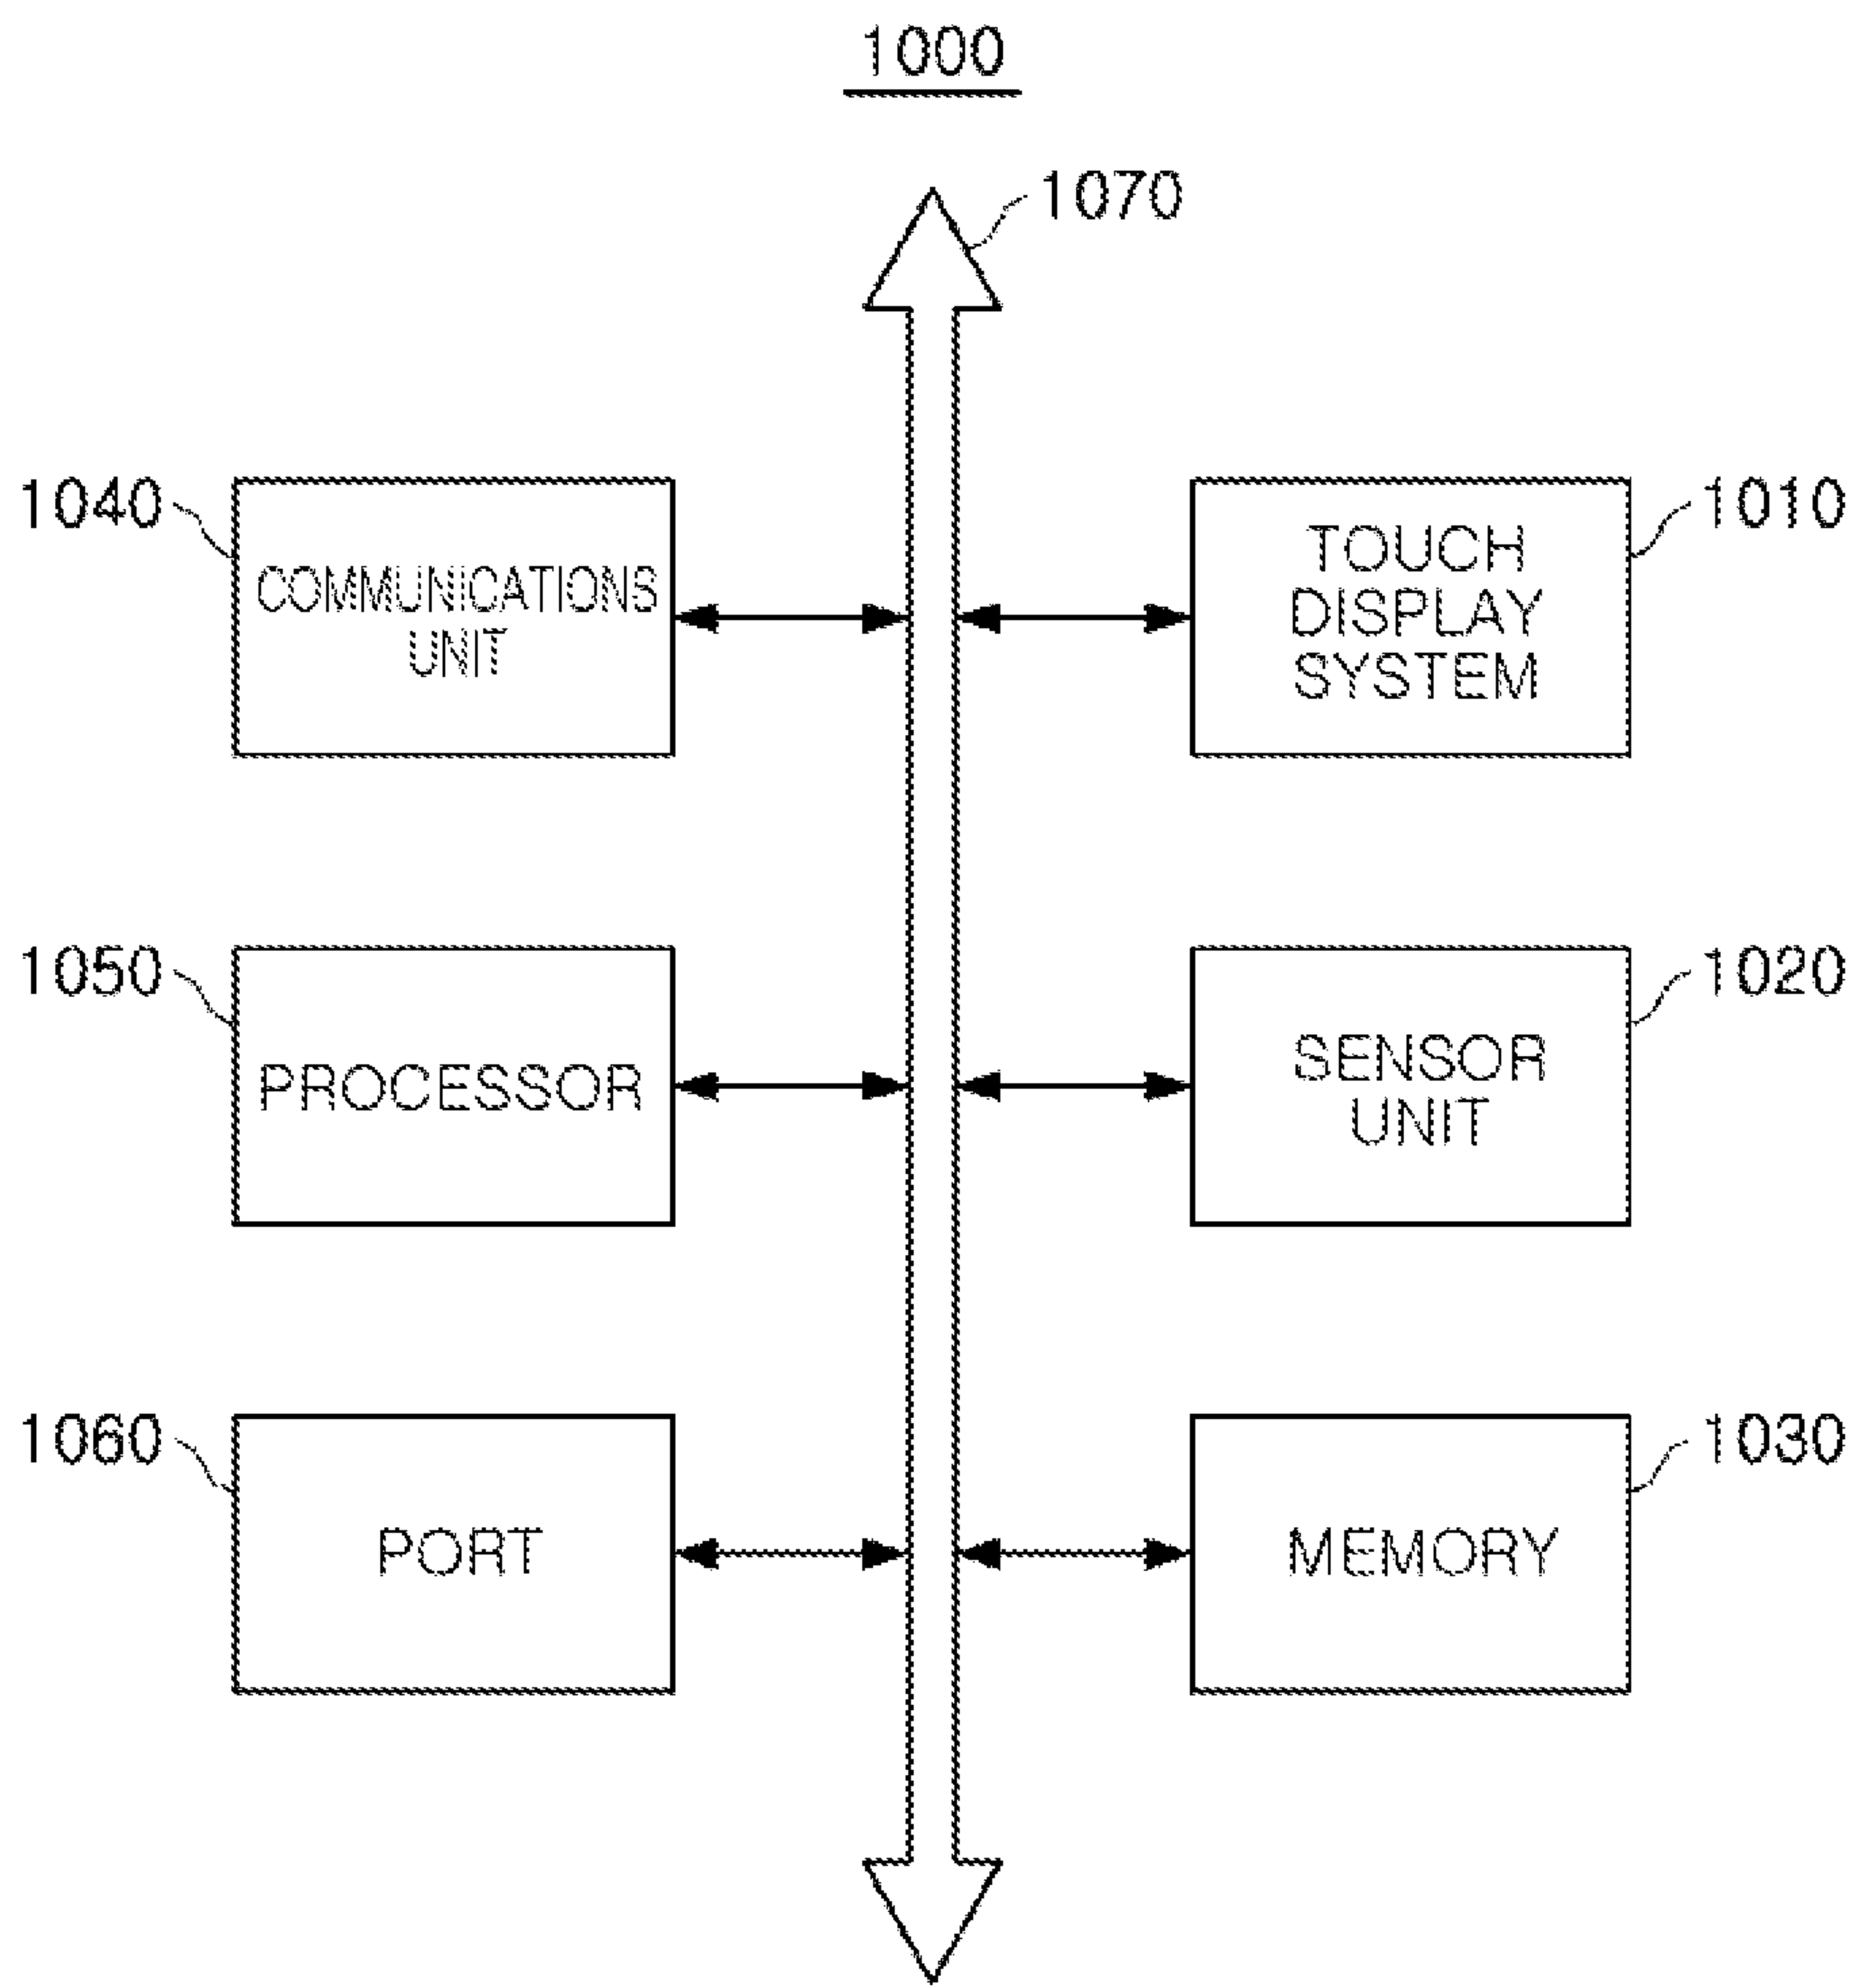 1000
1070
1040
COMMUNICATIONS
UNIT
1010
TOUCH
DISPLAY
SYSTEM
1050
PROCESSOR
1020
SENSOR
UNIT
1060
PORT
1030
MEMORY